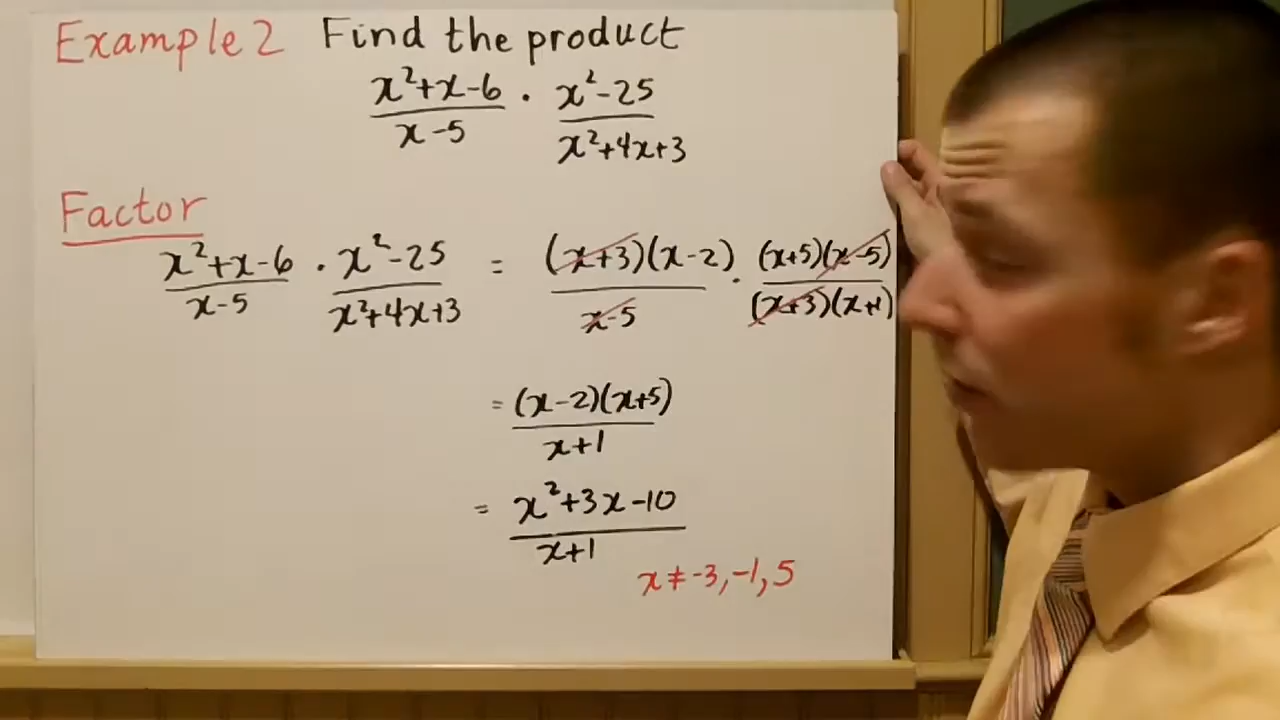 Example 2 Find the product
x²+x-6 / x-5 · x²-25 / x²+4x+3
Factor
x²+x-6 / x-5 · x²-25 / x²+4x+3 = (x+3)(x-2) / x-5 · (x+5)(x-5) / (x+3)(x+1)
= (x-2)(x+5) / x+1
= x²+3x-10 / x+1
x ≠ -3, -1, 5